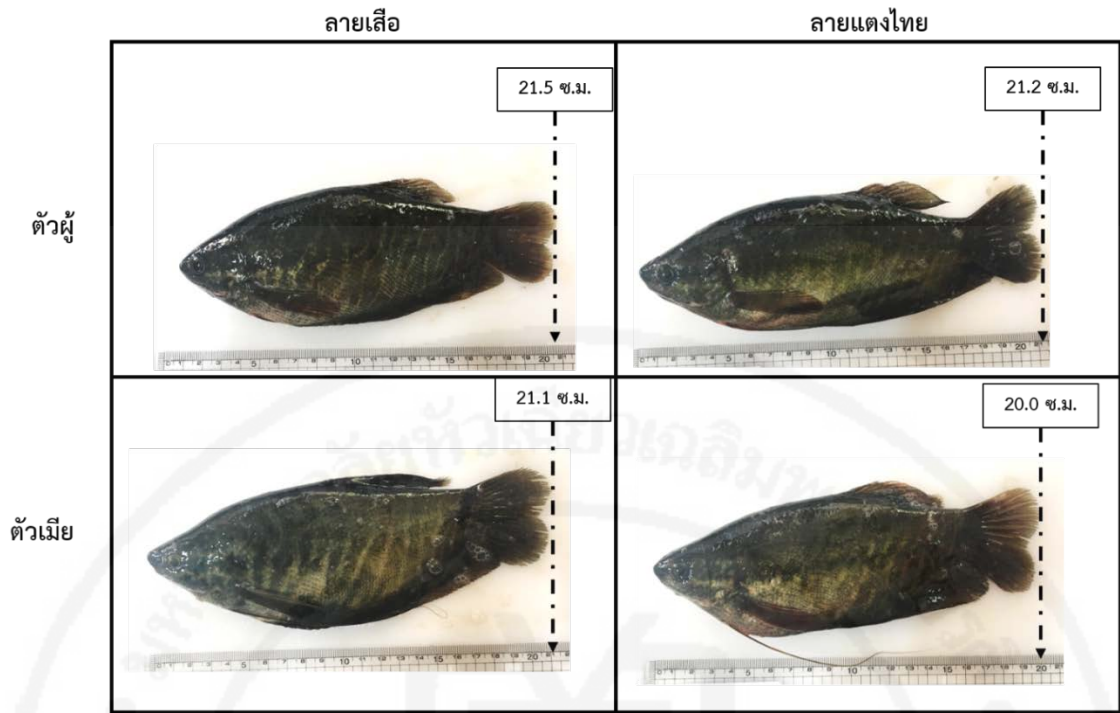 ลายเสือ ลายแตงไทย
21.5 ซ.ม. 21.2 ซ.ม.
ตัวผู้
21.1 ซ.ม. 20.0 ซ.ม.
ตัวเมีย